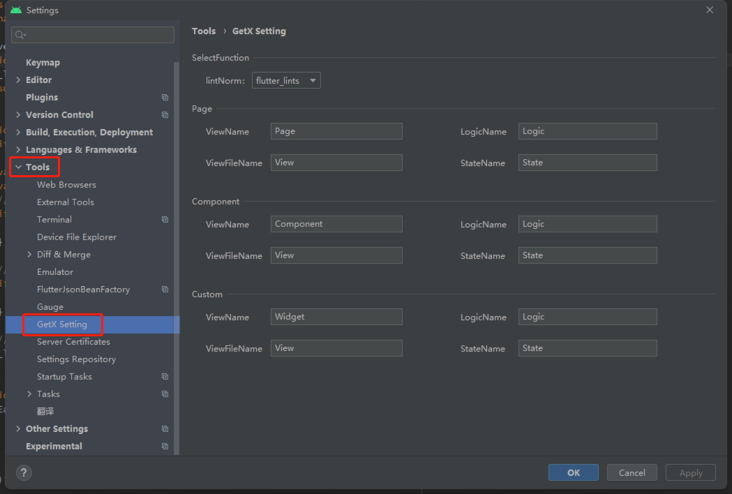 Settings
Keymap
Editor
Plugins
Version Control
Build, Execution, Deployment
Languages & Frameworks
Tools
Web Browsers
External Tools
Terminal
Device File Explorer
Diff & Merge
Emulator
FlutterJsonBeanFactory
Gauge
GetX Setting
Server Certificates
Settings Repository
Startup Tasks
Tasks
翻译
Other Settings
Experimental
Tools › GetX Setting
SelectFunction
lintNorm: flutter_lints
Page
ViewName Page LogicName Logic
ViewFileName View StateName State
Component
ViewName Component LogicName Logic
ViewFileName View StateName State
Custom
ViewName Widget LogicName Logic
ViewFileName View StateName State
? OK Cancel Apply